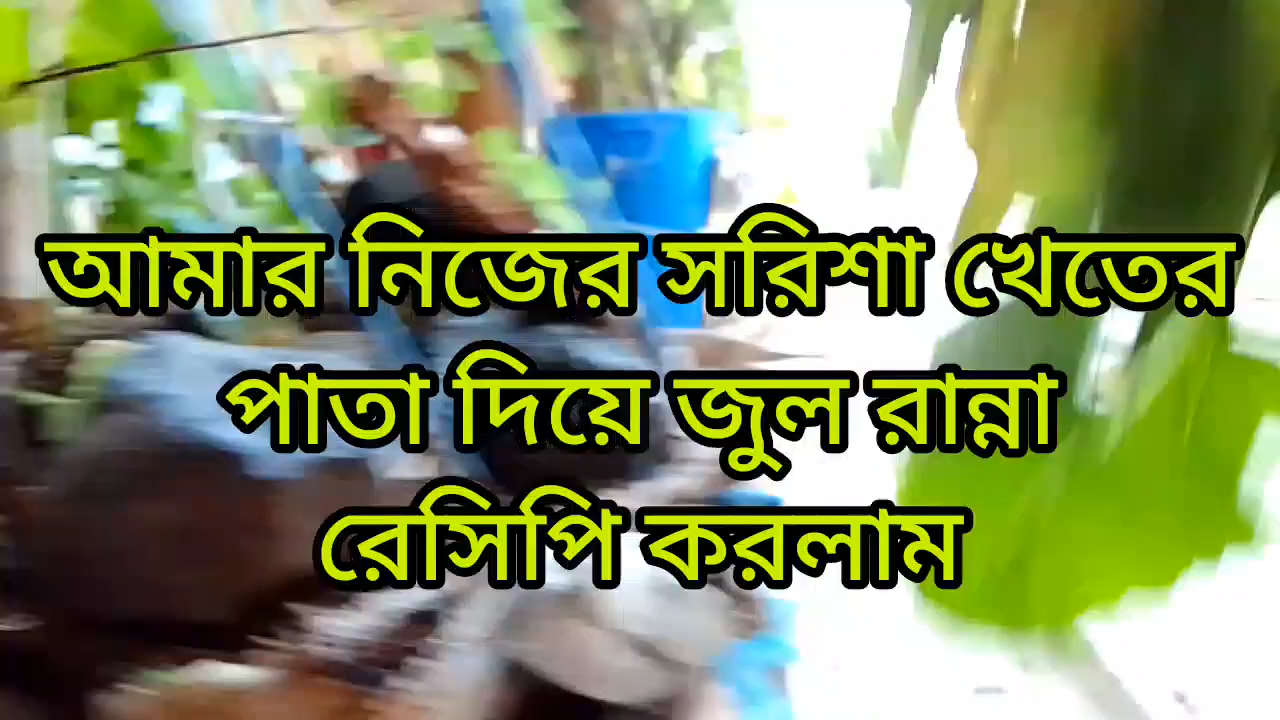 আমার নিজের সরিশা খেতের
পাতা দিয়ে জুল রান্না
রেসিপি করলাম